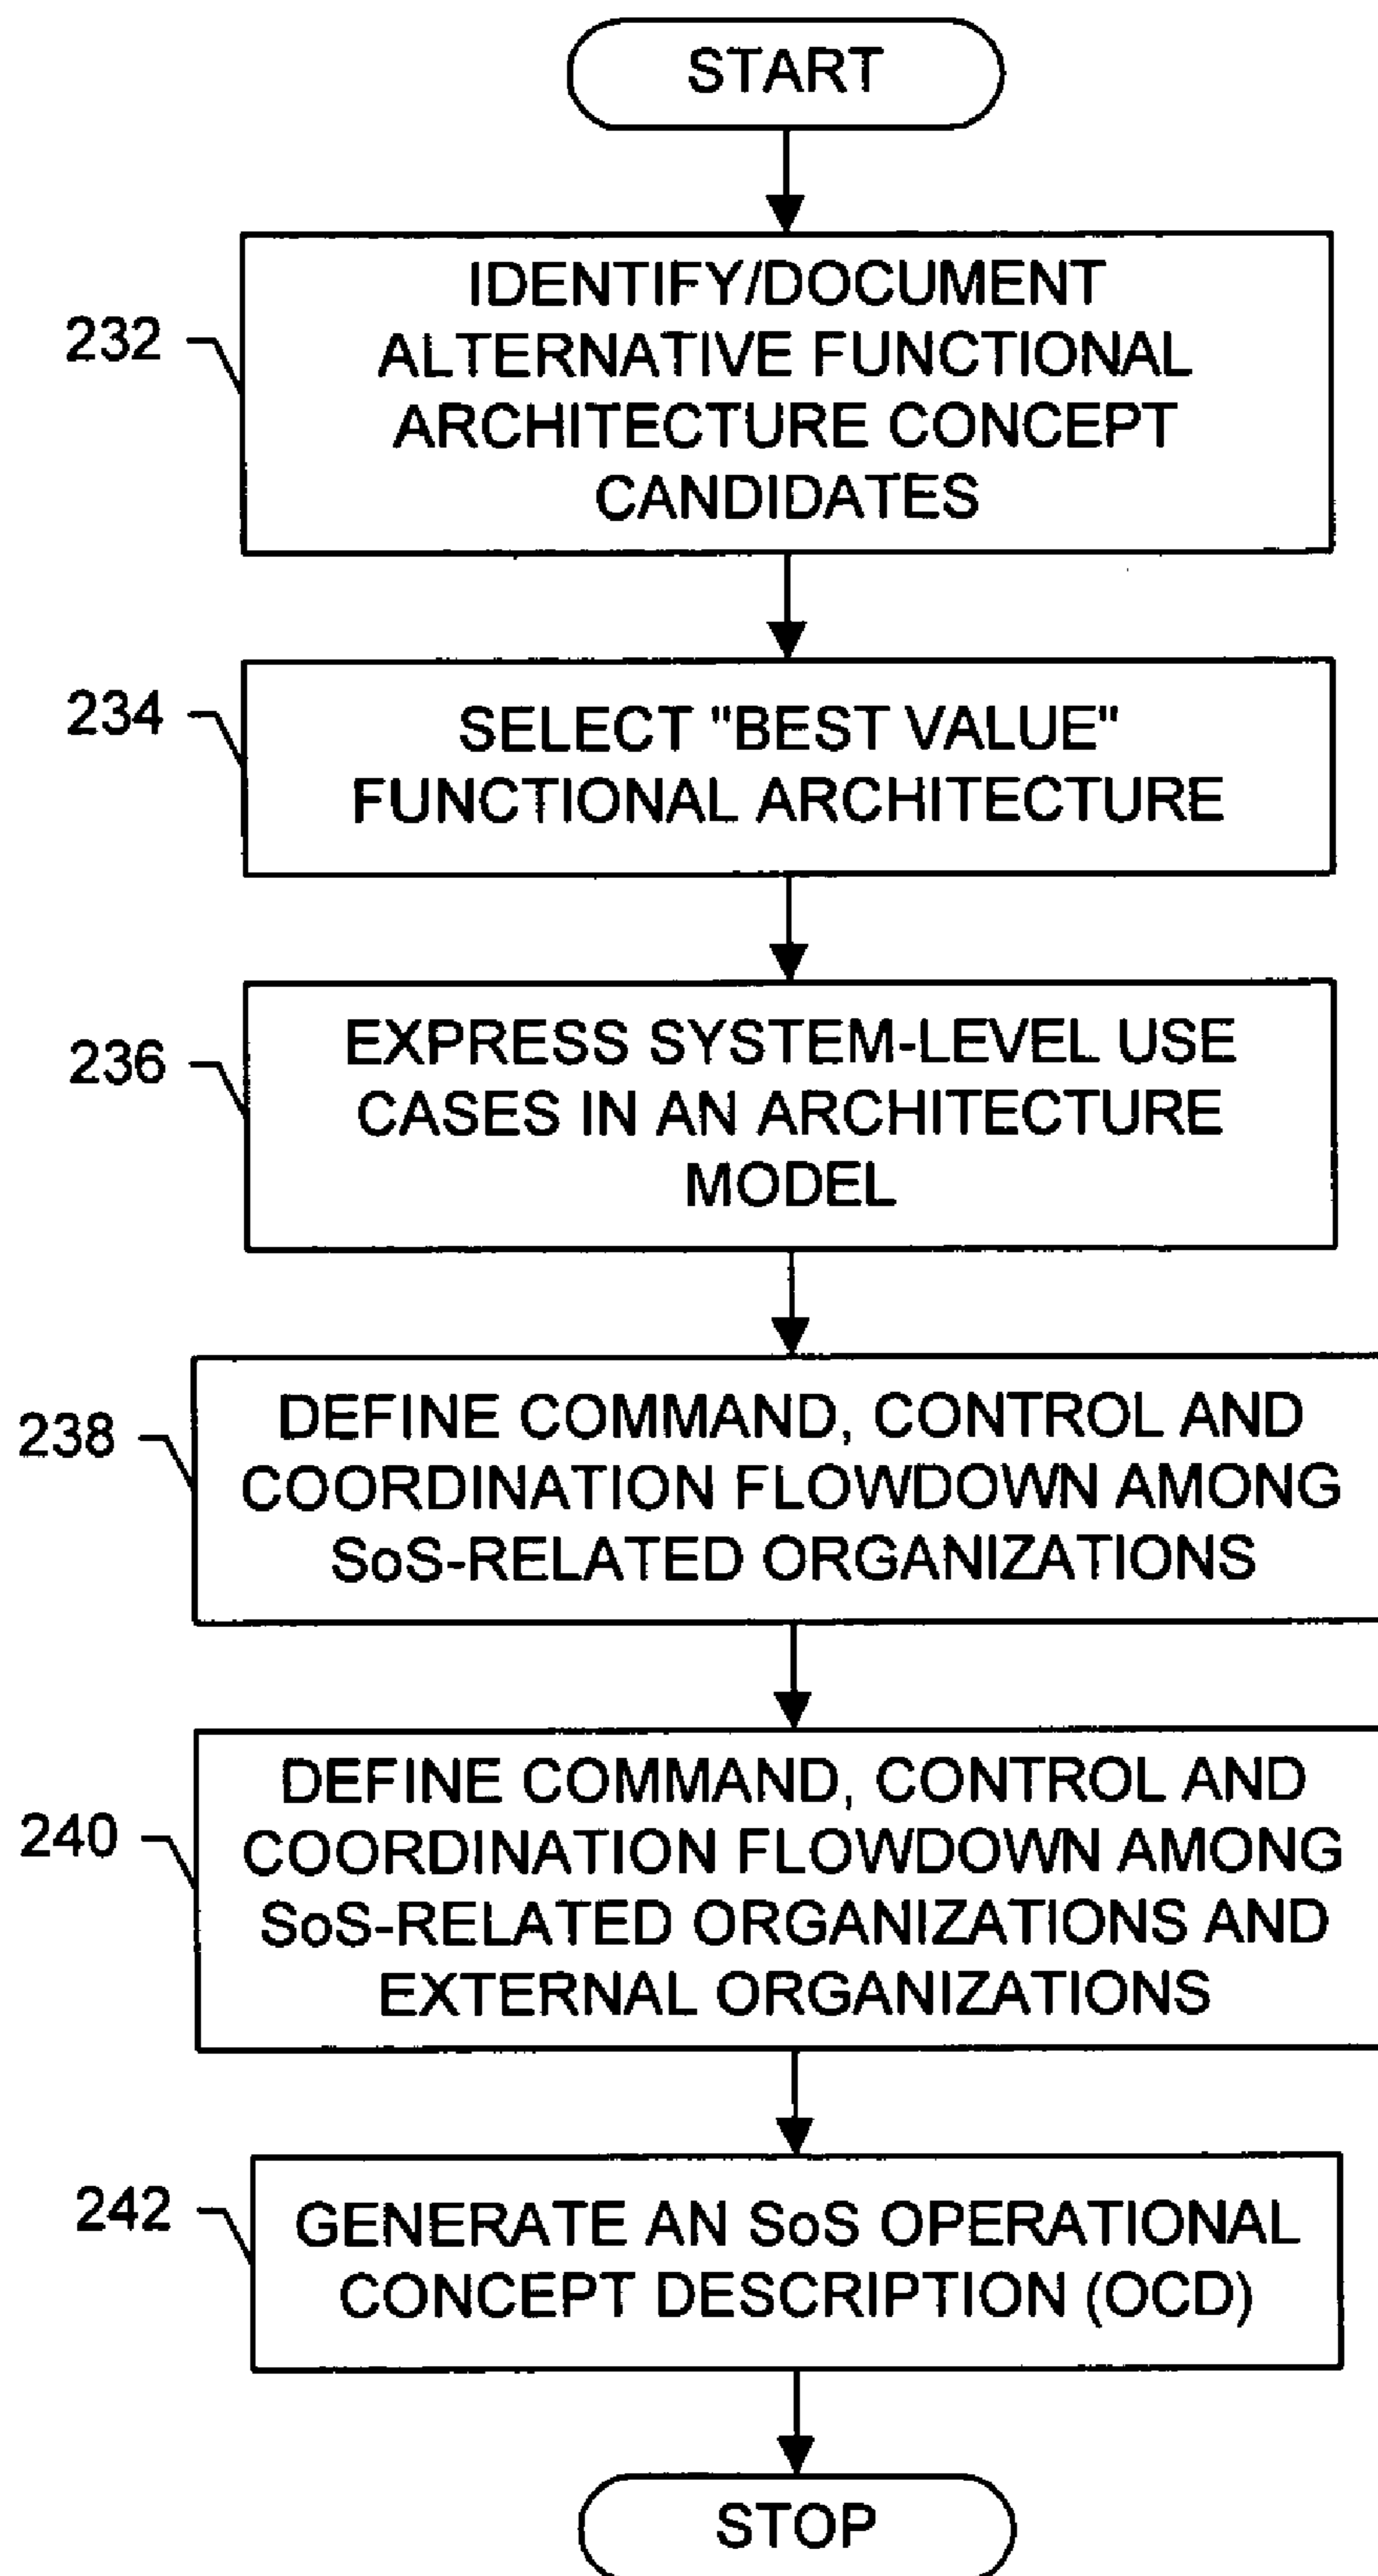 START
IDENTIFY/DOCUMENT
ALTERNATIVE FUNCTIONAL
ARCHITECTURE CONCEPT
CANDIDATES
232
SELECT "BEST VALUE"
FUNCTIONAL ARCHITECTURE
234
EXPRESS SYSTEM-LEVEL USE
CASES IN AN ARCHITECTURE
MODEL
236
DEFINE COMMAND, CONTROL AND
COORDINATION FLOWDOWN AMONG
SoS-RELATED ORGANIZATIONS
238
DEFINE COMMAND, CONTROL AND
COORDINATION FLOWDOWN AMONG
SoS-RELATED ORGANIZATIONS AND
EXTERNAL ORGANIZATIONS
240
GENERATE AN SoS OPERATIONAL
CONCEPT DESCRIPTION (OCD)
242
STOP